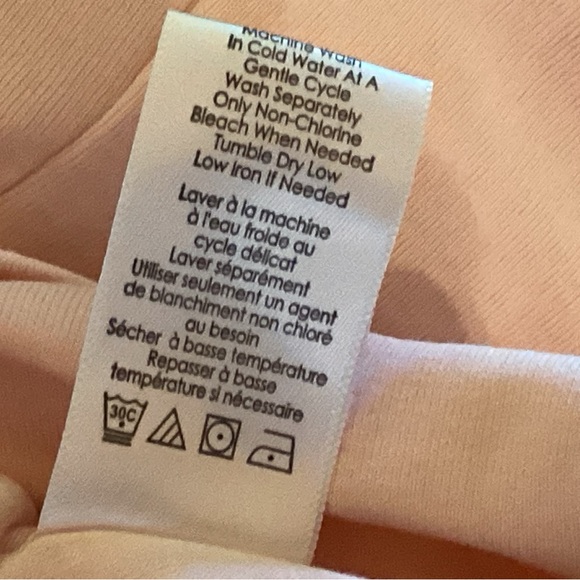 Machine Wash
In Cold Water At A
Gentle Cycle
Wash Separately
Only Non-Chlorine
Bleach When Needed
Tumble Dry Low
Low Iron If Needed
Laver à la machine
à l'eau froide au
cycle délicat
Laver séparément
Utiliser seulement un agent
de blanchiment non chloré
au besoin
Sécher à basse température
Repasser à basse
température si nécessaire
30C